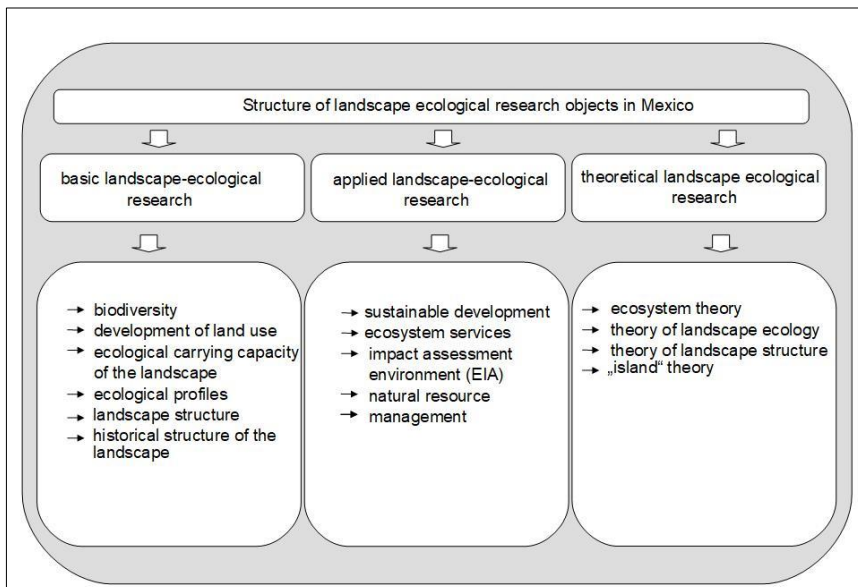 Structure of landscape ecological research objects in Mexico
basic landscape-ecological
research
applied landscape-ecological
research
theoretical landscape ecological
research
→ biodiversity
→ development of land use
→ ecological carrying capacity
of the landscape
→ ecological profiles
→ landscape structure
→ historical structure of the
landscape
→ sustainable development
→ ecosystem services
→ impact assessment
environment (EIA)
→ natural resource
→ management
→ ecosystem theory
→ theory of landscape ecology
→ theory of landscape structure
→ „island“ theory